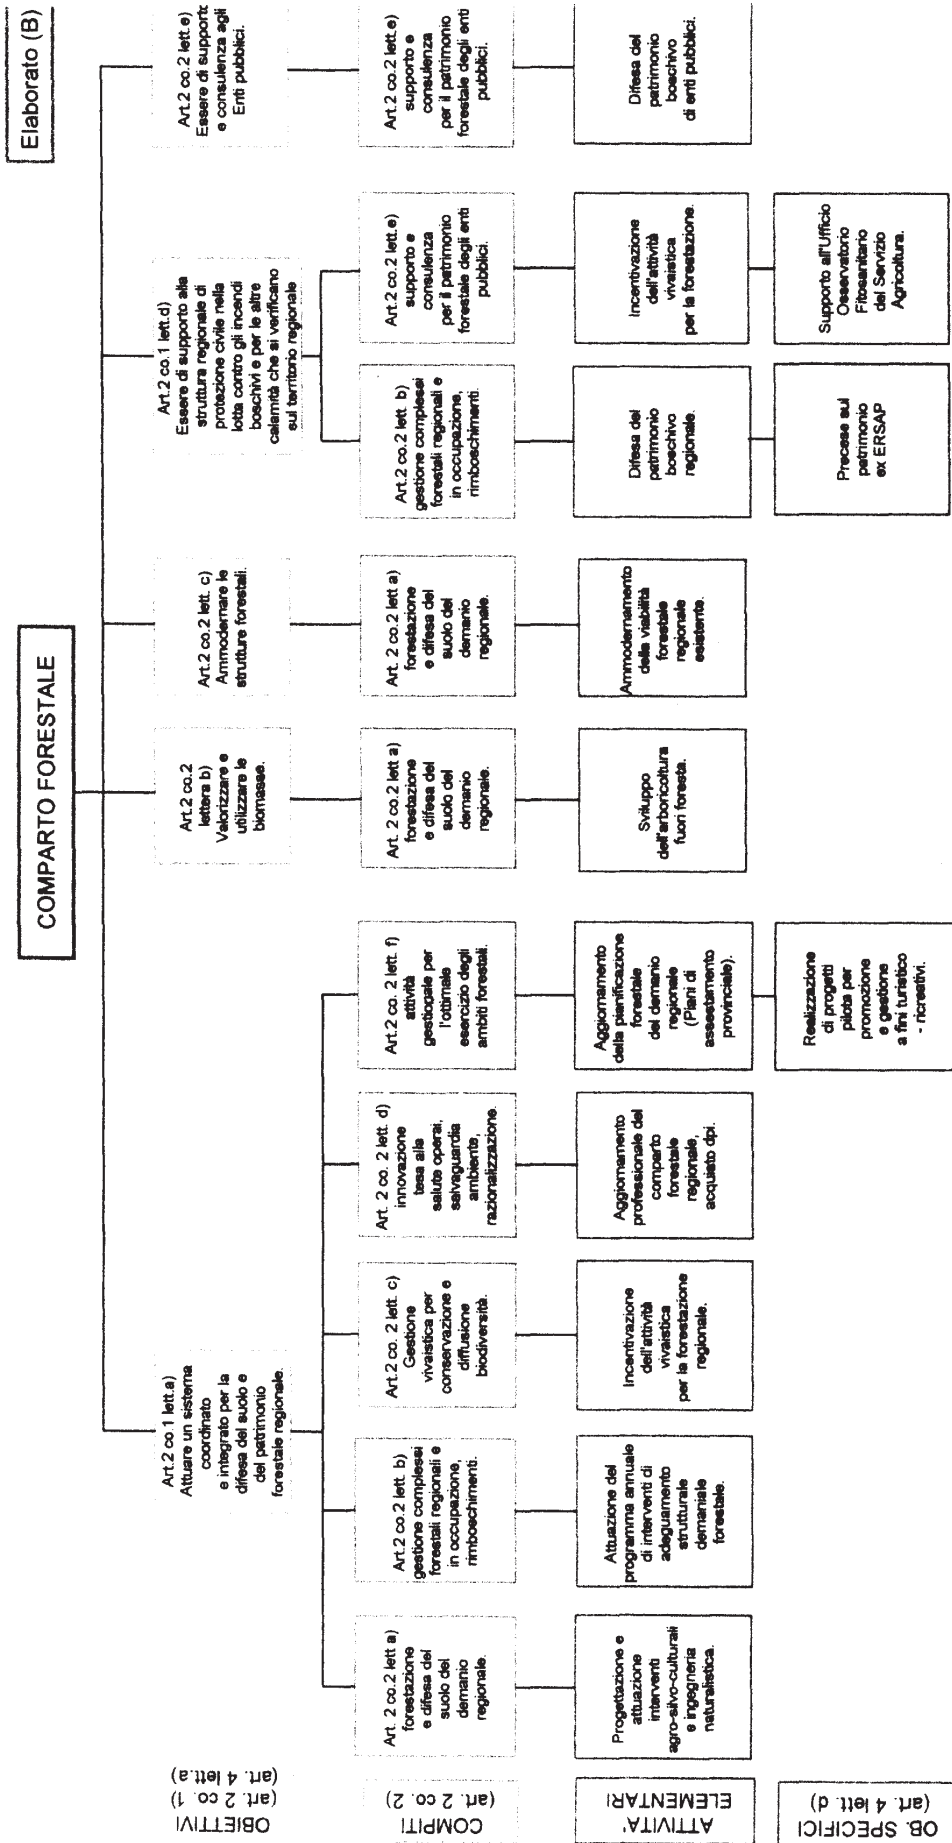 Elaborato (B)
COMPARTO FORESTALE
OBIETTIVI
(art. 2 co. 1)
(art. 4 lett.a)
Art.2 co.1 lett.a)
Attuare un sistema
coordinato
e integrato per la
difesa del suolo e
del patrimonio
forestale regionale.
Art.2 co.2
lettera b)
Valorizzare e
utilizzare le
biomasse.
Art.2 co.2 lett. c)
Ammodernare le
strutture forestali.
Art.2 co.1 lett.d)
Essere di supporto alla
struttura regionale di
protezione civile nella
lotta contro gli incendi
boschivi e per le altre
calamità che si verificano
sul territorio regionale
Art.2 co.2 lett.e)
Essere di supporto
e consulenza agli
Enti pubblici.
COMPITI
(art. 2 co. 2)
Art. 2 co.2 lett a)
forestazione
e difesa del
suolo del
demanio
regionale.
Art.2 co.2 lett. b)
gestione complessi
forestali regionali e
in occupazione,
rimboschimenti.
Art.2 co. 2 lett. c)
Gestione
vivaistica per
conservazione e
diffusione
biodiversità.
Art. 2 co. 2 lett. d)
innovazione
tesa alla
salute operai,
salvaguardia
ambiente,
razionalizzazione.
Art.2 co. 2 lett. f)
attività
gestiogale per
l'ottimale
esercizio degli
ambiti forestali.
Art. 2 co.2 lett a)
forestazione
e difesa del
suolo del
demanio
regionale.
Art.2 co.2 lett a)
forestazione
e difesa del
suolo del
demanio
regionale.
Art.2 co.2 lett b)
gestione complessi
forestali regionali e
in occupazione,
rimboschimenti.
Art.2 co.2 lett.e)
supporto e
consulenza
per il patrimonio
forestale degli enti
pubblici.
Art.2 co.2 lett.e)
supporto e
consulenza
per il patrimonio
forestale degli enti
pubblici.
ATTIVITA'
ELEMENTARI
Progettazione e
attuazione
interventi
agro-silvo-culturali
e ingegneria
naturalistica.
Attuazione del
programma annuale
di interventi di
adeguamento
strutturale
demaniale
forestale.
Incentivazione
dell'attività
vivaistica
per la forestazione
regionale.
Aggiornamento
professionale del
comparto
forestale
regionale,
acquisto dpi.
Aggiornamento
della pianificazione
forestale
del demanio
regionale
(Piani di
assestamento
provinciale).
Sviluppo
dell'arboricoltura
fuori foresta.
Ammodernamento
della viabilità
forestale
regionale
esistente.
Difesa del
patrimonio
boschivo
regionale.
Incentivazione
dell'attività
vivaistica
per la forestazione.
Difesa del
patrimonio
boschivo
di enti pubblici.
OB. SPECIFICI
(art. 4 lett. d)
Realizzazione
di progetti
pilota per
promozione
e gestione
a fini turistico
- ricreativi.
Precese sul
patrimonio
ex ERSAP
Supporto all'Ufficio
Osservatorio
Fitosanitario
del Servizio
Agricoltura.